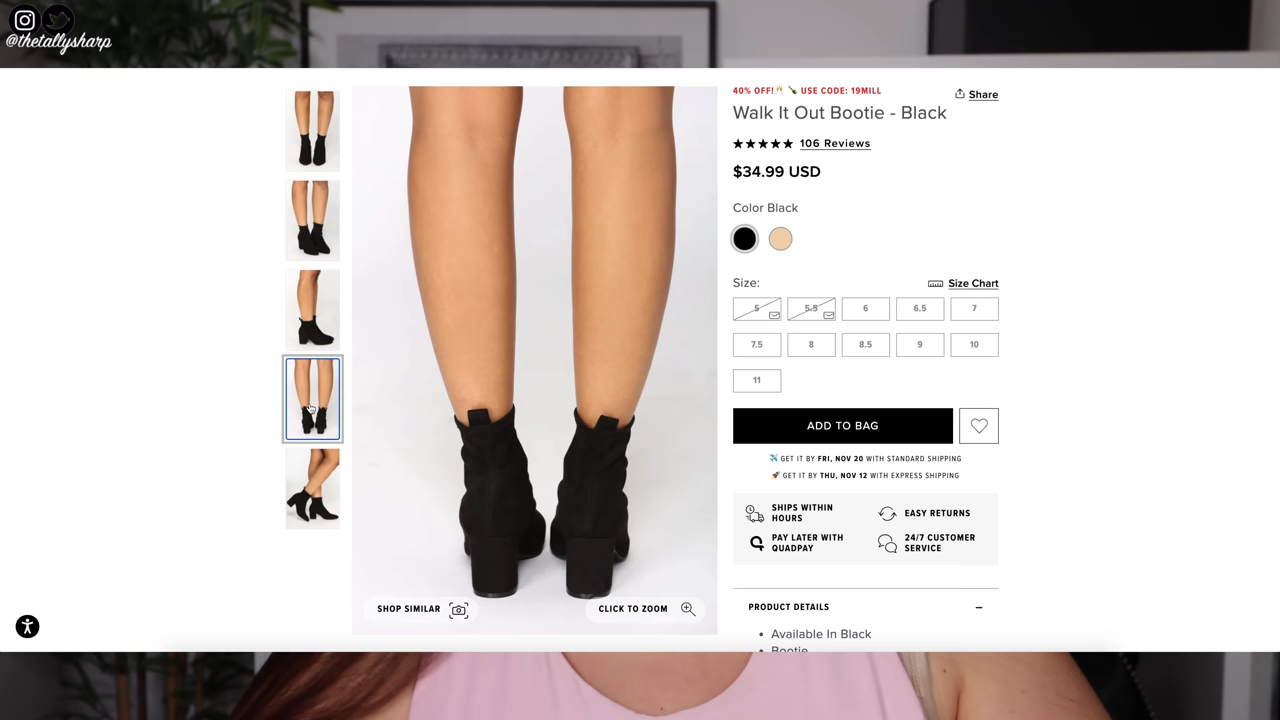 @thetallysharp
40% OFF! USE CODE: 19MILL
Share
Walk It Out Bootie - Black
106 Reviews
$34.99 USD
Color Black
Size:
Size Chart
5
5.5
6
6.5
7
7.5
8
8.5
9
10
11
ADD TO BAG
GET IT BY FRI, NOV 20 WITH STANDARD SHIPPING
GET IT BY THU, NOV 12 WITH EXPRESS SHIPPING
SHIPS WITHIN
HOURS
EASY RETURNS
PAY LATER WITH
QUADPAY
24/7 CUSTOMER
SERVICE
SHOP SIMILAR
CLICK TO ZOOM
PRODUCT DETAILS
Available In Black
Bootie